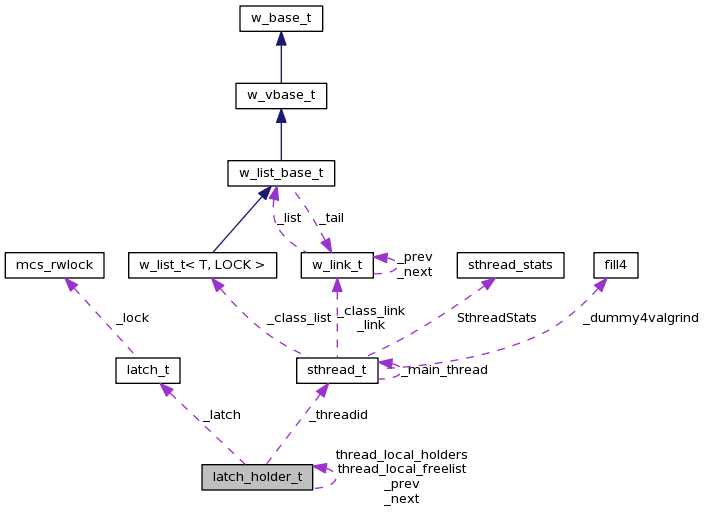 w_base_t
w_vbase_t
w_list_base_t
_list
_tail
mcs_rwlock
w_list_t< T, LOCK >
w_link_t
_prev
_next
sthread_stats
fill4
_lock
_class_list
_class_link
_link
SthreadStats
_dummy4valgrind
latch_t
sthread_t
_main_thread
_latch
_threadid
latch_holder_t
thread_local_holders
thread_local_freelist
_prev
_next